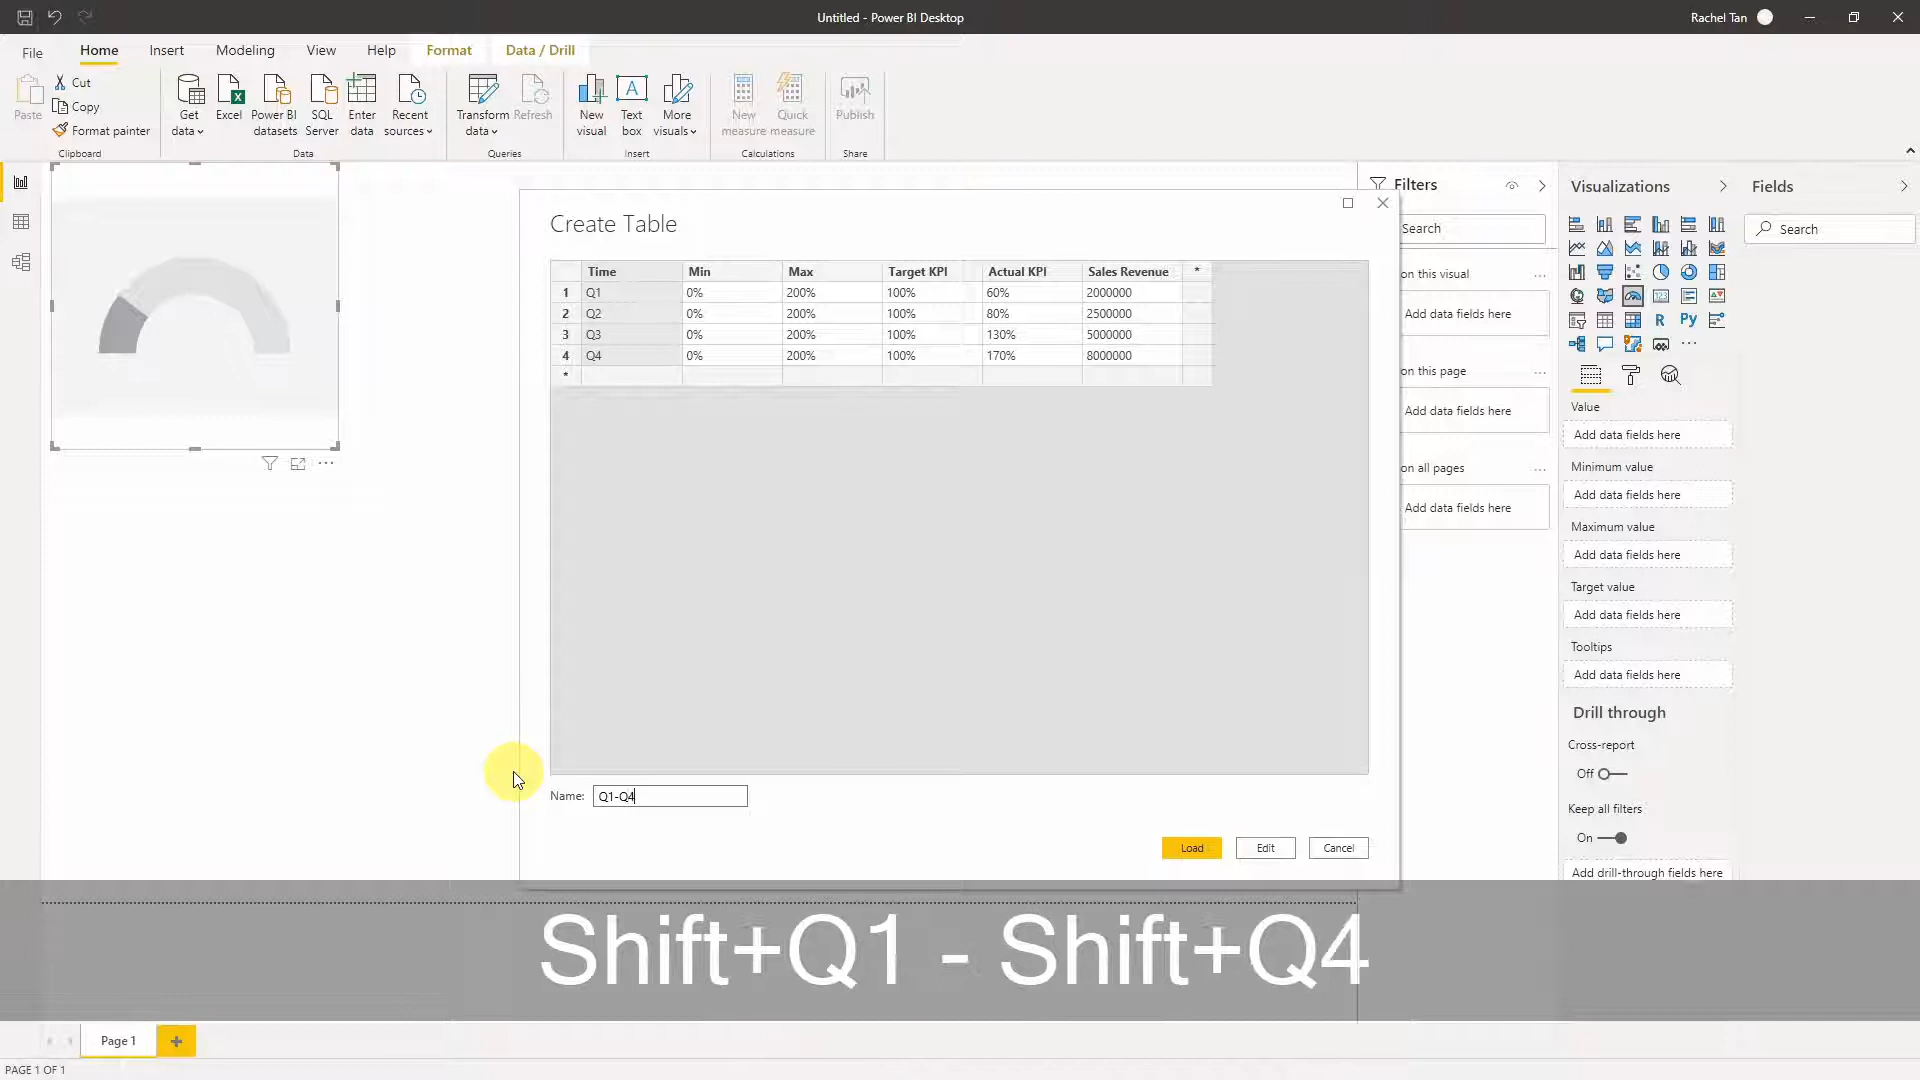 Untitled - Power BI Desktop
Rachel Tan
File
Home
Insert
Modeling
View
Help
Format
Data / Drill
Paste
Cut
Copy
Format painter
Clipboard
Get data
Excel
Power BI datasets
SQL Server
Enter data
Recent sources
Data
Transform data
Refresh
Queries
New visual
Text box
More visuals
Insert
New measure
Quick measure
Calculations
Publish
Share
Create Table
Time Min Max Target KPI Actual KPI Sales Revenue *
1 Q1 0% 200% 100% 60% 2000000
2 Q2 0% 200% 100% 80% 2500000
3 Q3 0% 200% 100% 130% 5000000
4 Q4 0% 200% 100% 170% 8000000
*
Name: Q1-Q4
Load
Edit
Cancel
Filters
Search
on this visual
Add data fields here
on this page
Add data fields here
on all pages
Add data fields here
Visualizations
R
Py
Value
Add data fields here
Minimum value
Add data fields here
Maximum value
Add data fields here
Target value
Add data fields here
Tooltips
Add data fields here
Drill through
Cross-report
Off
Keep all filters
On
Add drill-through fields here
Fields
Search
Shift+Q1 - Shift+Q4
Page 1
+
PAGE 1 OF 1